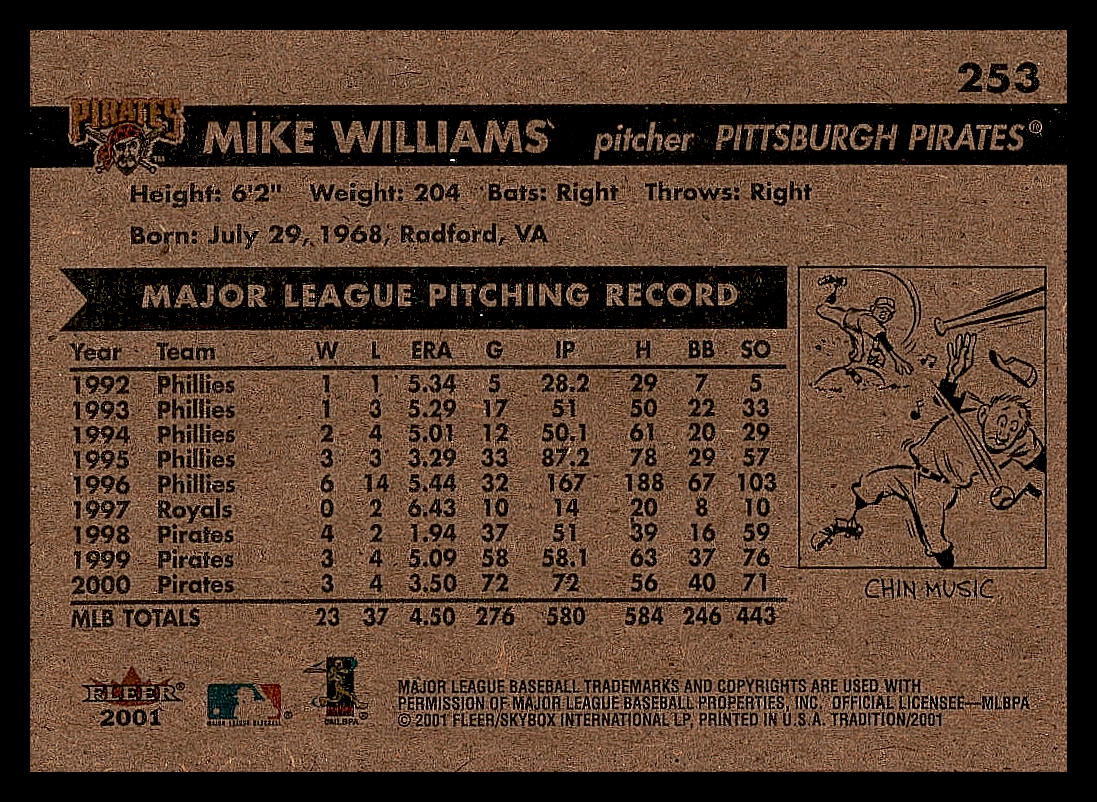 253
PIRATES ™
MIKE WILLIAMS pitcher PITTSBURGH PIRATES®
Height: 6'2" Weight: 204 Bats: Right Throws: Right
Born: July 29, 1968, Radford, VA
MAJOR LEAGUE PITCHING RECORD
Year Team W L ERA G IP H BB SO
1992 Phillies 1 1 5.34 5 28.2 29 7 5
1993 Phillies 1 3 5.29 17 51 50 22 33
1994 Phillies 2 4 5.01 12 50.1 61 20 29
1995 Phillies 3 3 3.29 33 87.2 78 29 57
1996 Phillies 6 14 5.44 32 167 188 67 103
1997 Royals 0 2 6.43 10 14 20 8 10
1998 Pirates 4 2 1.94 37 51 39 16 59
1999 Pirates 3 4 5.09 58 58.1 63 37 76
2000 Pirates 3 4 3.50 72 72 56 40 71
MLB TOTALS 23 37 4.50 276 580 584 246 443
CHIN MUSIC
FLEER®
2001
MAJOR LEAGUE BASEBALL ®
©MLBPA ®
MAJOR LEAGUE BASEBALL TRADEMARKS AND COPYRIGHTS ARE USED WITH
PERMISSION OF MAJOR LEAGUE BASEBALL PROPERTIES, INC. OFFICIAL LICENSEE—MLBPA
© 2001 FLEER/SKYBOX INTERNATIONAL LP, PRINTED IN U.S.A. TRADITION/2001